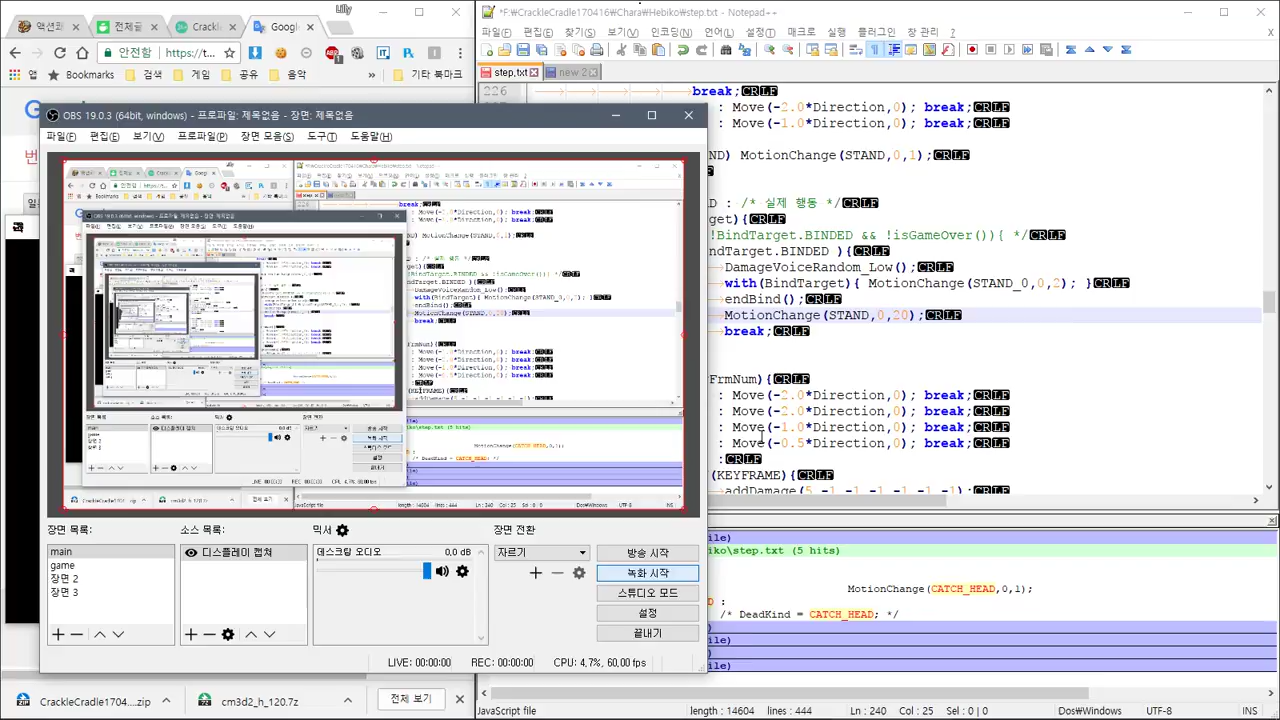 Lilly
액션퍼
전체글
Crackle
Google
안전함
https://t...
앱
Bookmarks
검색
게임
공유
음악
»
기타 북마크
*F:\CrackleCradle170416\Chara\Hebiko\step.txt - Notepad++
파일(F) 편집(E) 찾기(S) 보기(V) 인코딩(N) 언어(L) 설정(T) 매크로 실행 플러그인 창 관리 ?
step.txt
new 2
226
break;CRLF
: Move(-2.0*Direction,0); break;CRLF
: Move(-1.0*Direction,0); break;CRLF
ND) MotionChange(STAND,0,1);CRLF
D : /* 실제 행동 */CRLF
get){CRLF
!BindTarget.BINDED && !isGameOver()){ */CRLF
ndTarget.BINDED ){CRLF
DamageVoiceRandom_Low();CRLF
with(BindTarget){ MotionChange(STAND_0,0,2); }CRLF
endBind();CRLF
MotionChange(STAND,0,20);CRLF
break;CRLF
FrmNum){CRLF
: Move(-2.0*Direction,0); break;CRLF
: Move(-2.0*Direction,0); break;CRLF
: Move(-1.0*Direction,0); break;CRLF
: Move(-0.5*Direction,0); break;CRLF
:CRLF
(KEYFRAME){CRLF
addDamage(5,-1,-1,-1,-1,-1,-1);CRLF
OBS 18.0.3 (64bit, windows) - 프로파일: 제목없음 - 장면: 제목없음
파일(F) 편집(E) 보기(V) 프로파일(P) 장면 모음(S) 도구(T) 도움말(H)
장면 목록:
main
game
장면 2
장면 3
소스 목록:
디스플레이 캡쳐
믹서
데스크탑 오디오
0.0 dB
장면 전환
자르기
방송 시작
녹화 시작
스튜디오 모드
설정
끝내기
LIVE: 00:00:00
REC: 00:00:00
CPU: 4.7%, 60.00 fps
ile)
iko\step.txt (5 hits)
MotionChange(CATCH_HEAD,0,1);
D :
/* DeadKind = CATCH_HEAD; */
ile)
ile)
ile)
CrackleCradle1704....zip
cm3d2_h_120.7z
전체 보기
JavaScript file
length : 14604
lines : 444
Ln : 240
Col : 25
Sel : 0 | 0
Dos\Windows
UTF-8
INS